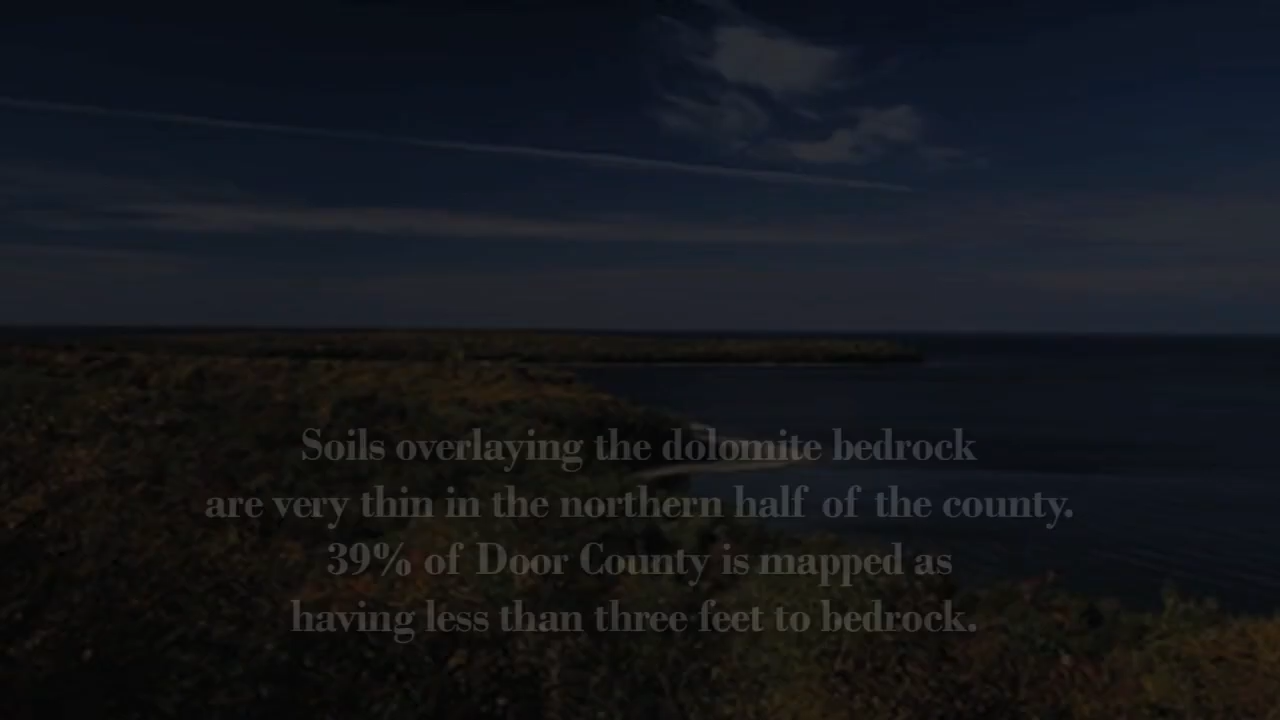 Soils overlaying the dolomite bedrock
are very thin in the northern half of the county.
39% of Door County is mapped as
having less than three feet to bedrock.